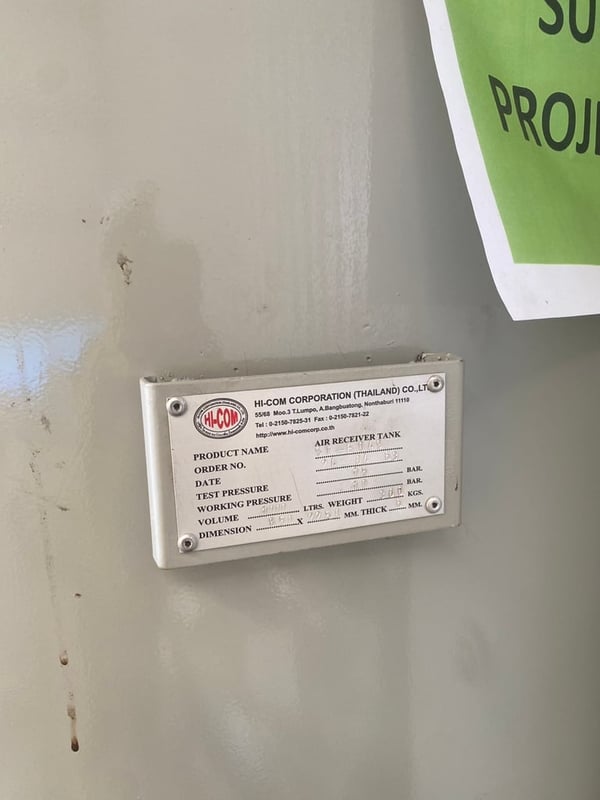 SU
PROJ
HI-COM
HI-COM CORPORATION (THAILAND) CO.,LT
55/68 Moo.3 T.Lumpo, A.Bangbuatong, Nonthaburi 11110
Tel : 0-2150-7825-31 Fax : 0-2150-7821-22
http://www.hi-comcorp.co.th
PRODUCT NAME AIR RECEIVER TANK
ORDER NO.
DATE
TEST PRESSURE BAR.
WORKING PRESSURE BAR.
VOLUME LTRS. WEIGHT KGS.
DIMENSION X MM. THICK MM.